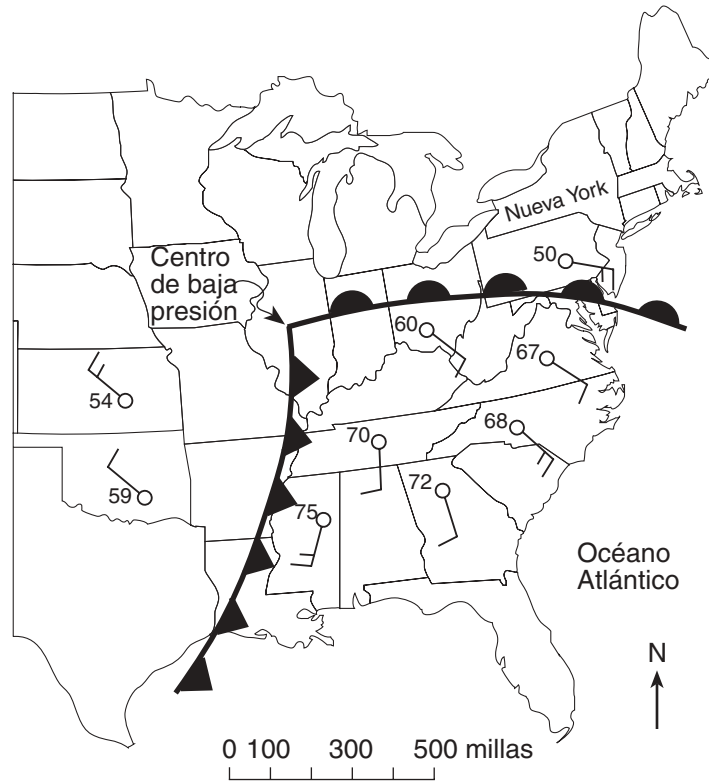 Nueva York
Centro
de baja
presión
50
60
67
54
70
68
59
72
75
Océano
Atlántico
N
0 100 300 500 millas